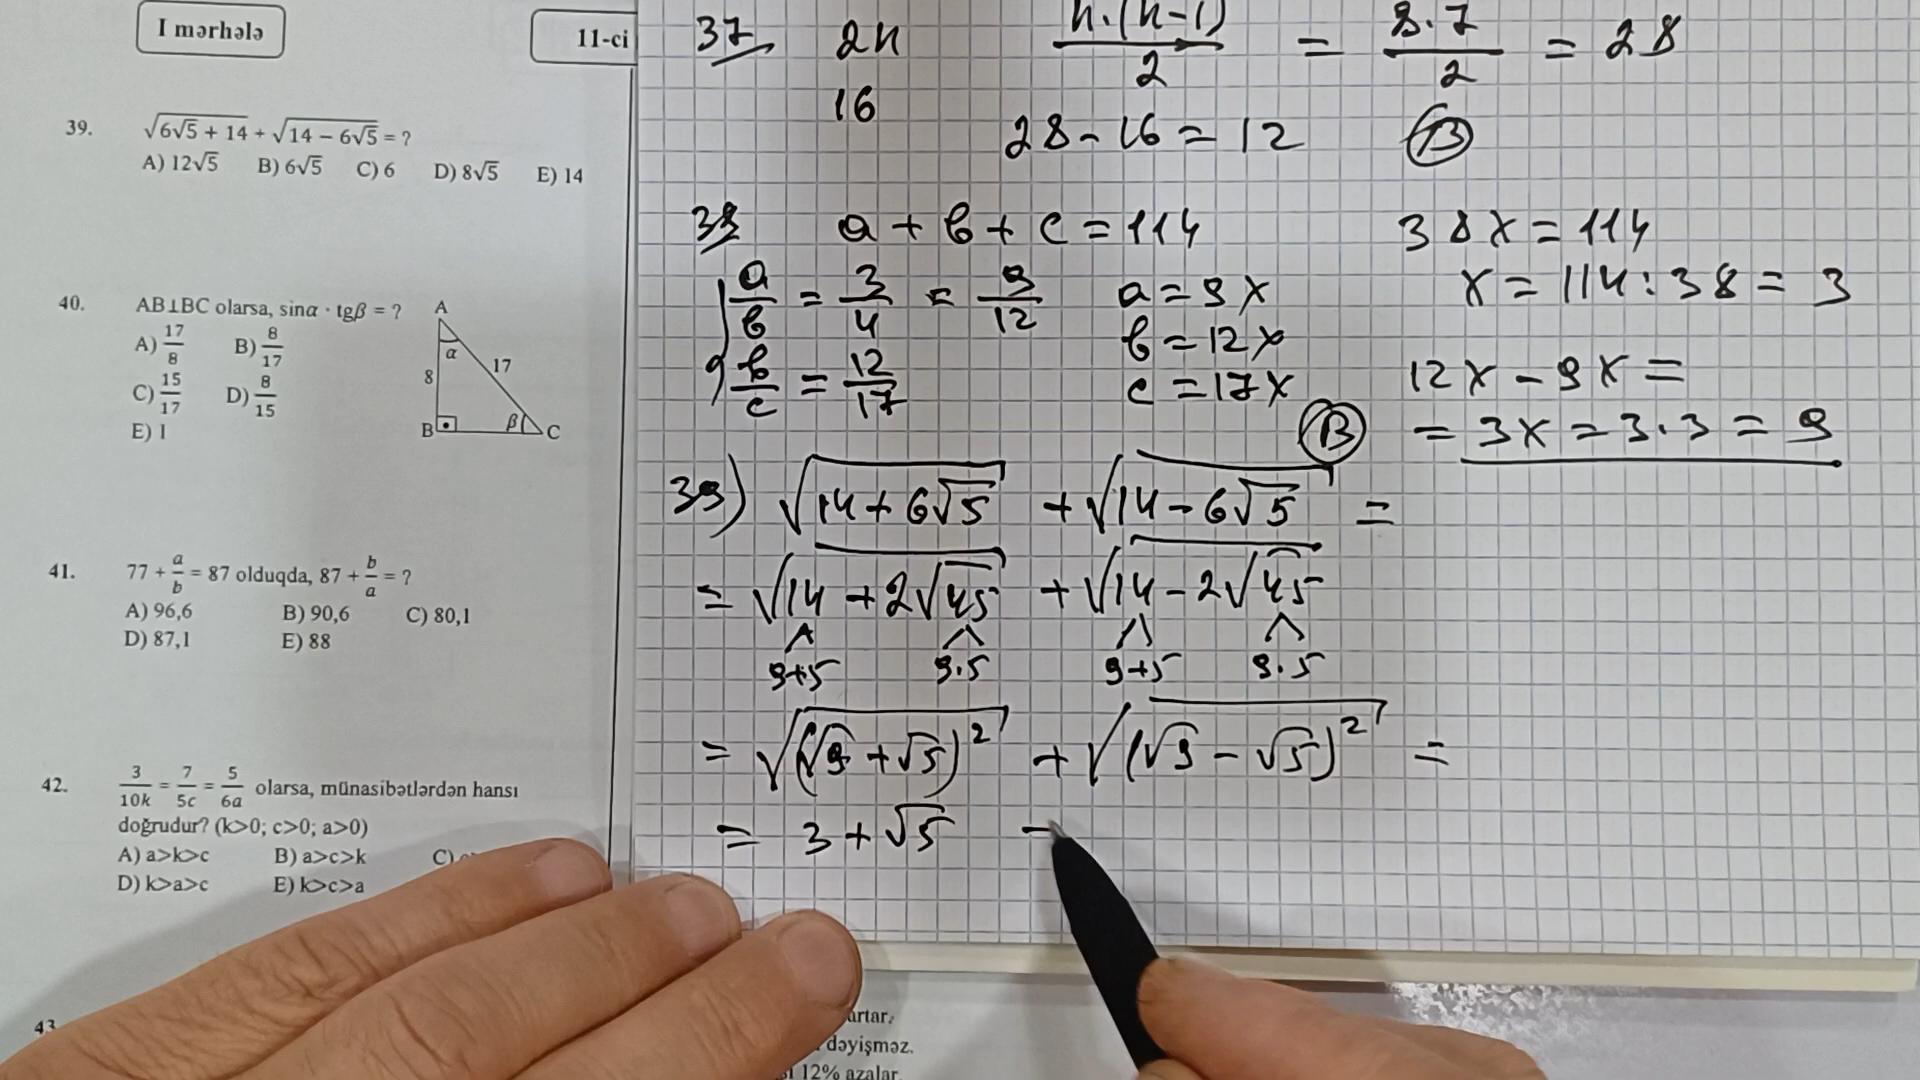 I mərhələ
11-ci
39. √(6√5 + 14) + √(14 − 6√5) = ?
A) 12√5 B) 6√5 C) 6 D) 8√5 E) 14
40. AB⊥BC olarsa, sinα · tgβ = ?
A) 17/8 B) 8/17
C) 15/17 D) 8/15
E) 1
A
α
17
8
B
β
C
41. 77 + a/b = 87 olduqda, 87 + b/a = ?
A) 96,6 B) 90,6 C) 80,1
D) 87,1 E) 88
42. 3/10k = 7/5c = 5/6a olarsa, münasibətlərdən hansı
doğrudur? (k>0; c>0; a>0)
A) a>k>c B) a>c>k C)
D) k>a>c E) k>c>a
43
artar.
dəyişməz.
12% azalar.
37 2n n·(n-1)/2 = 8·7/2 = 28
16
28 - 16 = 12 B
38 a + b + c = 114
a/b = 3/4 = 9/12 a = 9x
b = 12x
b/c = 12/17 c = 17x
38x = 114
x = 114 : 38 = 3
12x - 9x =
= 3x = 3·3 = 9
B
39) √(14 + 6√5) + √(14 - 6√5) =
= √(14 + 2√45) + √(14 - 2√45)
9+5 9·5 9+5 9·5
= √((√9 + √5)²) + √((√9 - √5)²) =
= 3 + √5